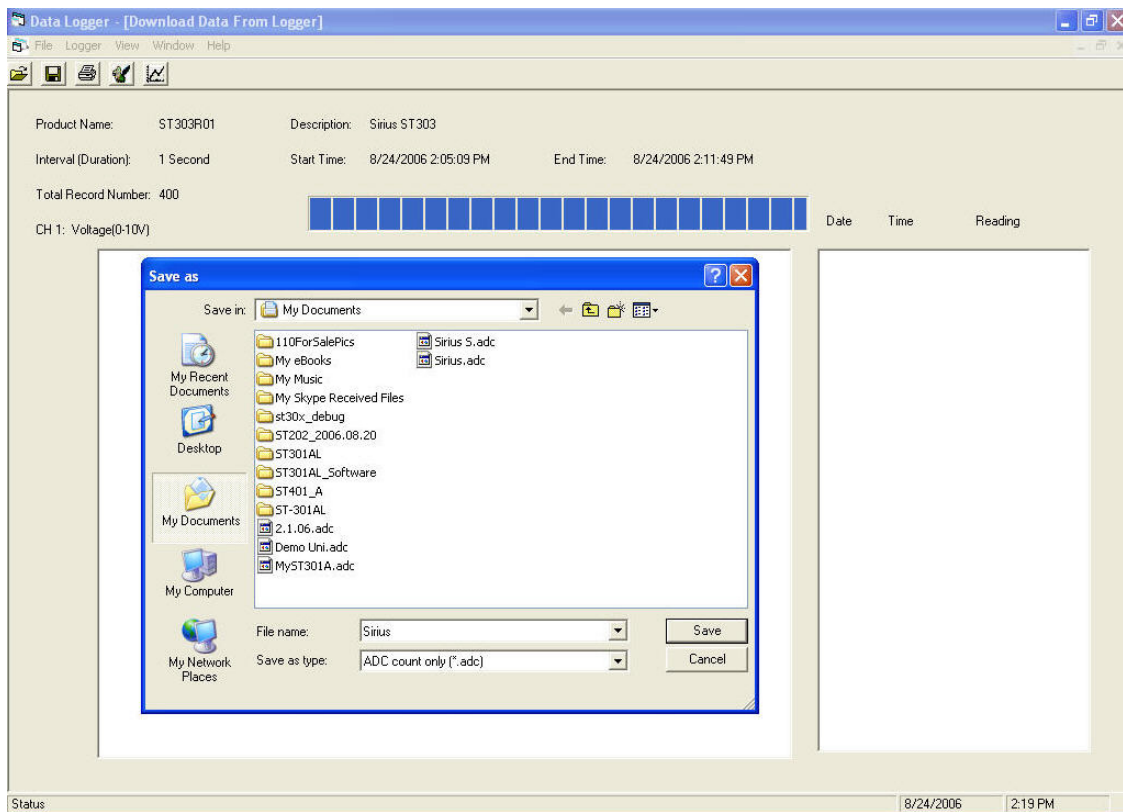 Data Logger - [Download Data From Logger]
File Logger View Window Help
Product Name: ST303R01 Description: Sirius ST303
Interval (Duration): 1 Second Start Time: 8/24/2006 2:05:09 PM End Time: 8/24/2006 2:11:49 PM
Total Record Number: 400
CH 1: Voltage(0-10V)
Date Time Reading
Save as
Save in: My Documents
My Recent Documents
Desktop
My Documents
My Computer
My Network Places
110ForSalePics
My eBooks
My Music
My Skype Received Files
st30x_debug
ST202_2006.08.20
ST301AL
ST301AL_Software
ST401_A
ST-301AL
2.1.06.adc
Demo Uni.adc
MyST301A.adc
Sirius S.adc
Sirius.adc
File name: Sirius Save
Save as type: ADC count only (*.adc) Cancel
Status 8/24/2006 2:19 PM